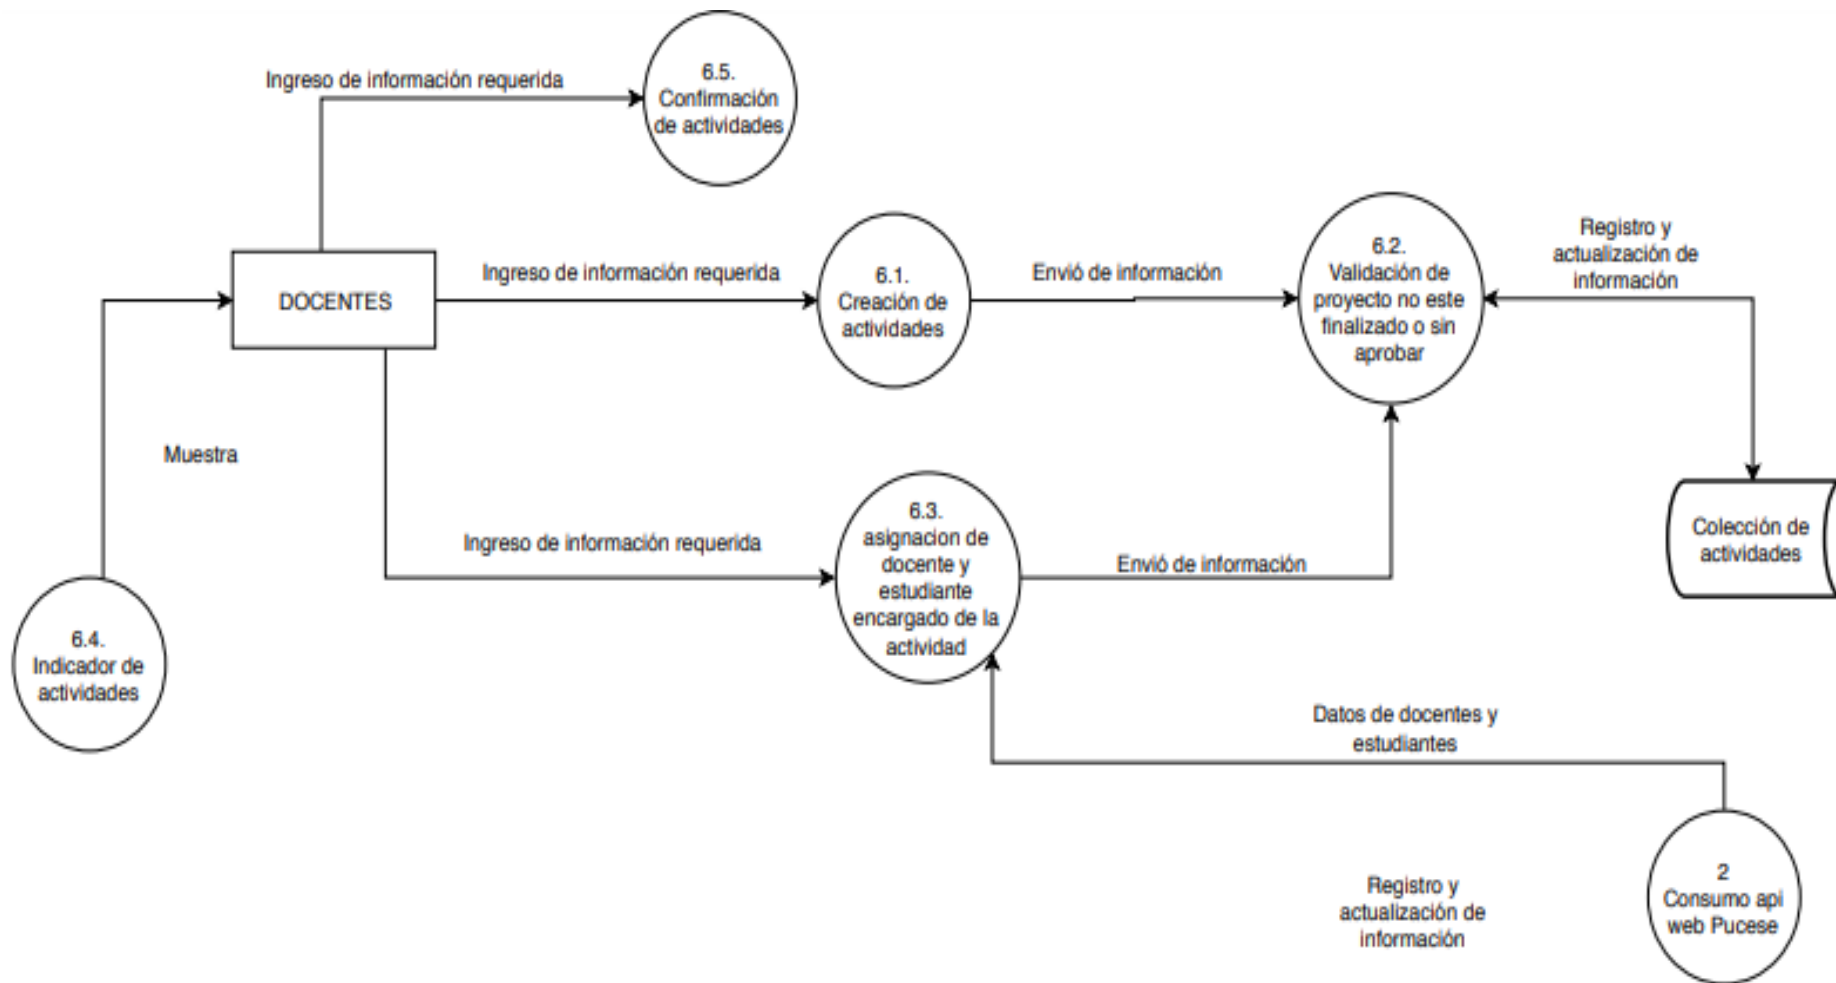 Ingreso de información requerida
6.5.
Confirmación
de actividades
DOCENTES
Ingreso de información requerida
6.1.
Creación de
actividades
Envió de información
6.2.
Validación de
proyecto no este
finalizado o sin
aprobar
Registro y
actualización de
información
Muestra
Ingreso de información requerida
6.3.
asignacion de
docente y
estudiante
encargado de la
actividad
Envió de información
Colección de
actividades
6.4.
Indicador de
actividades
Datos de docentes y
estudiantes
Registro y
actualización de
información
2
Consumo api
web Pucese